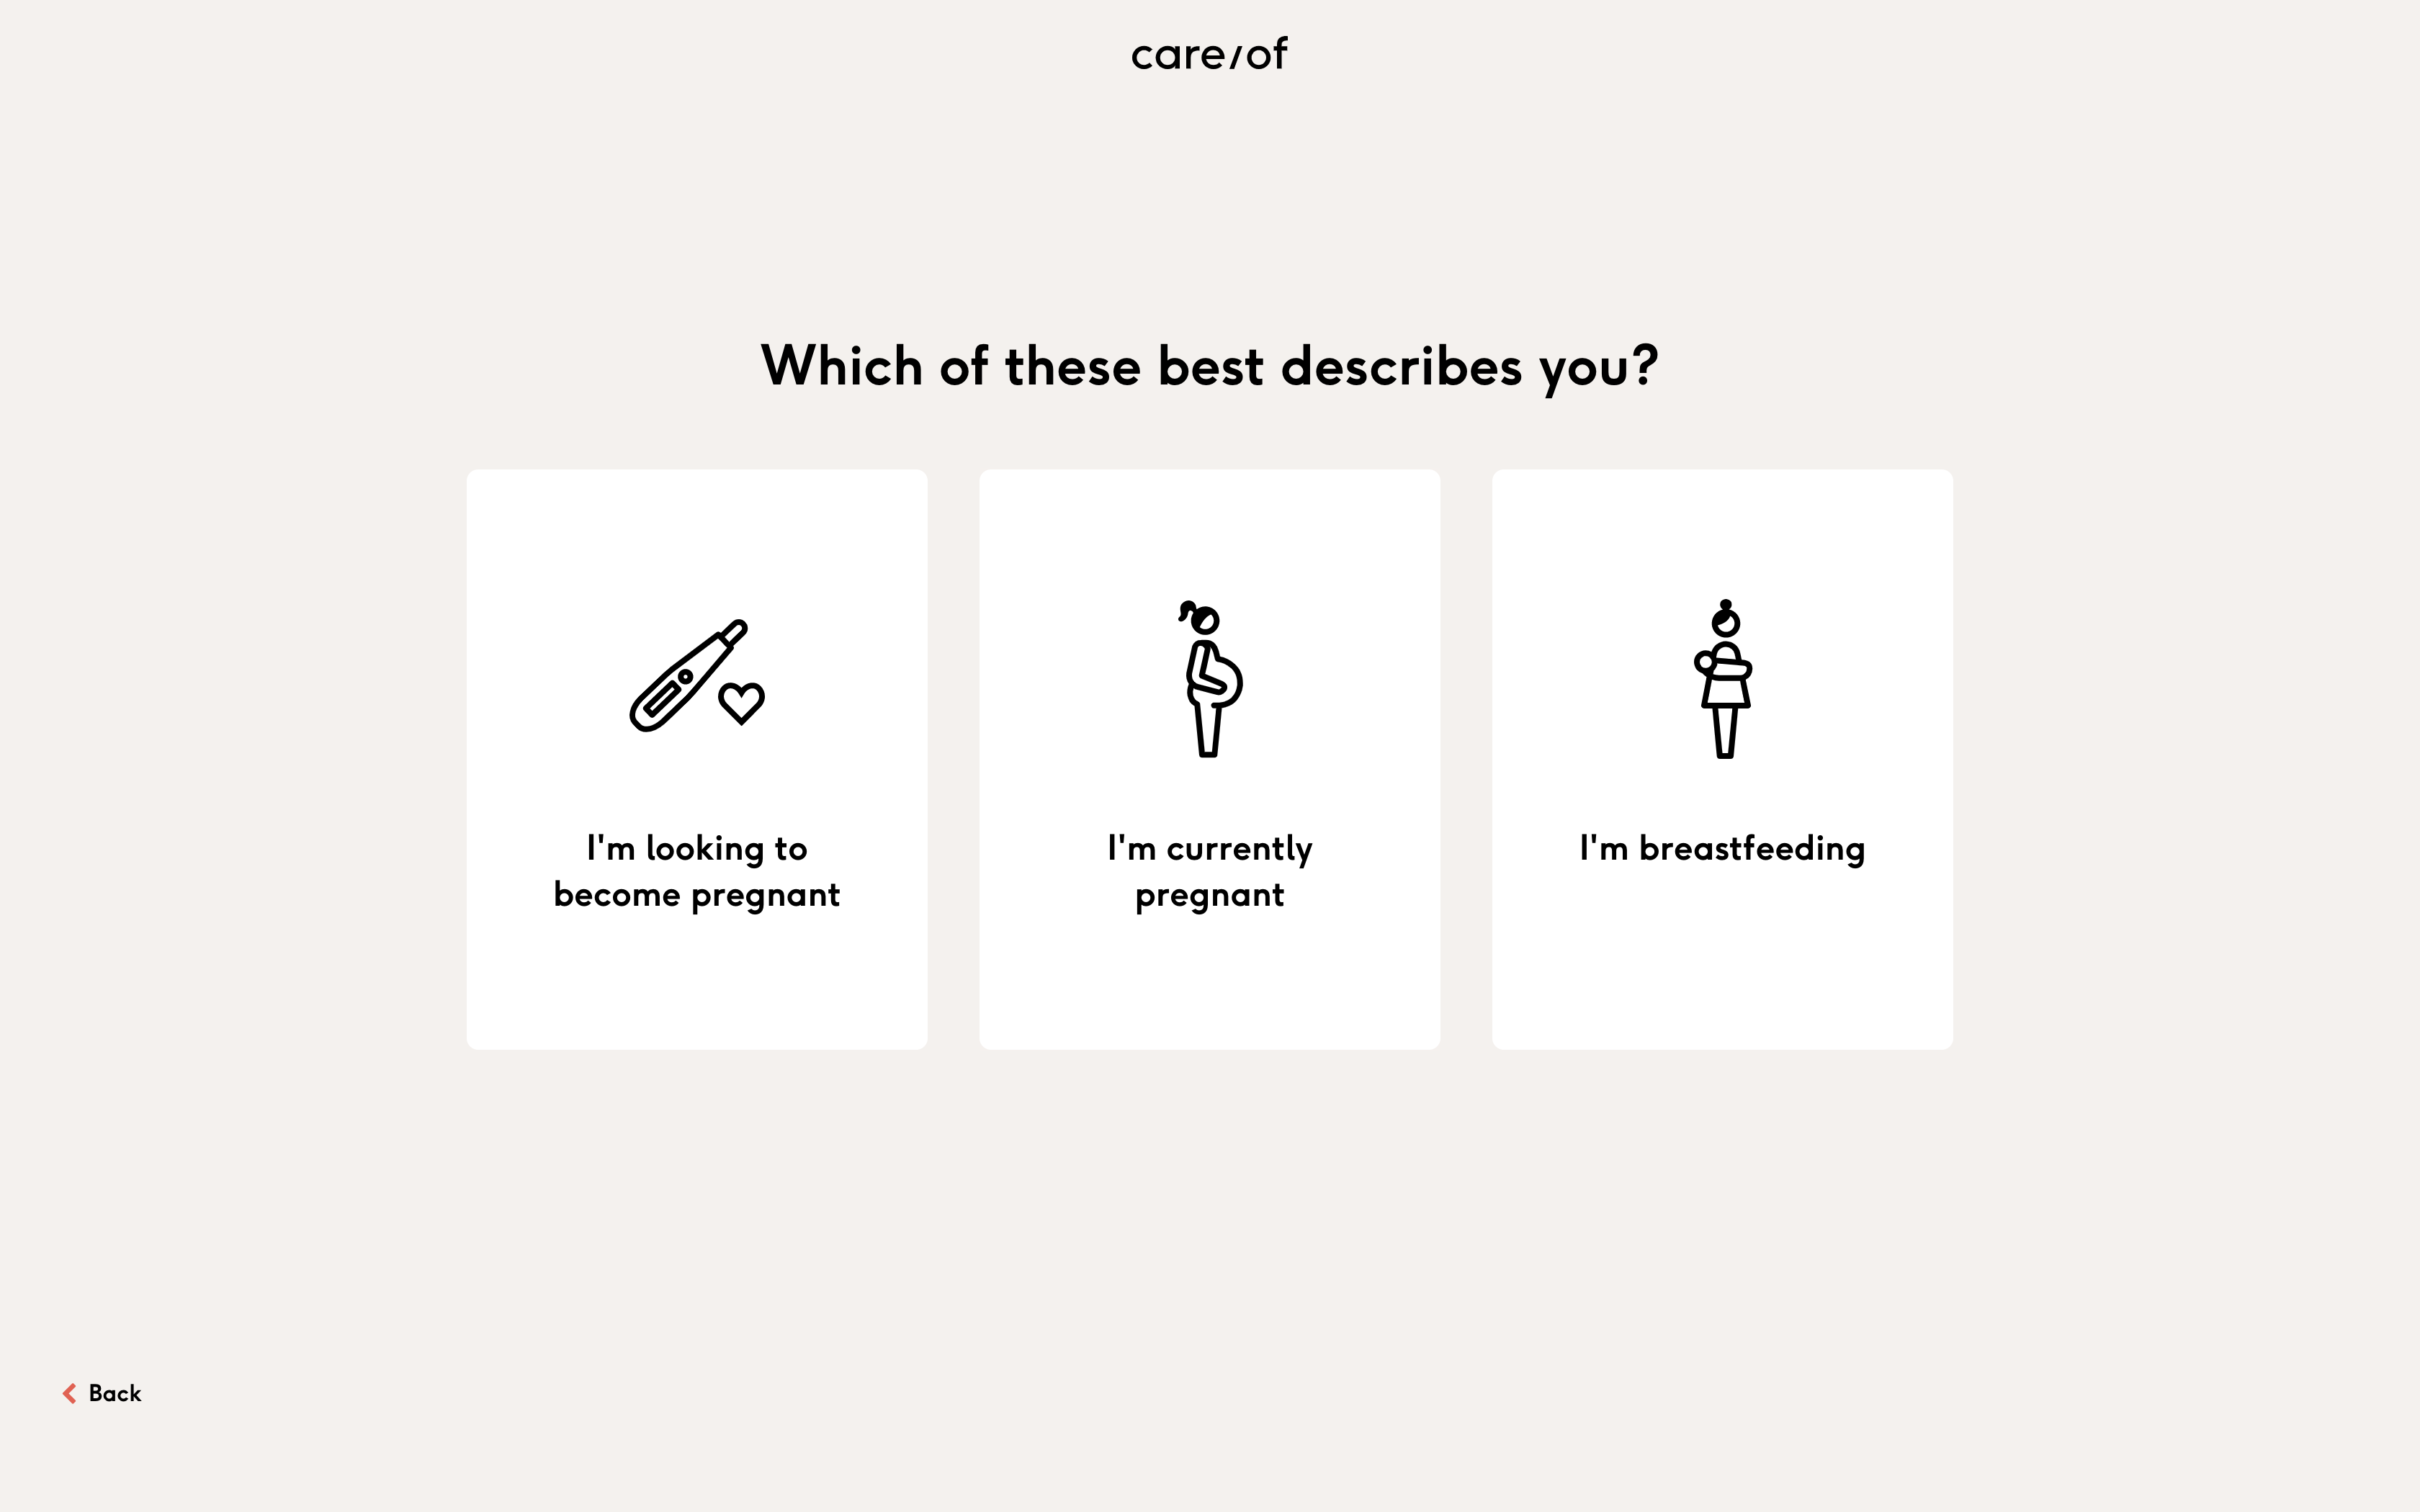 care/of
Which of these best describes you?
I'm looking to
become pregnant
I'm currently
pregnant
I'm breastfeeding
Back